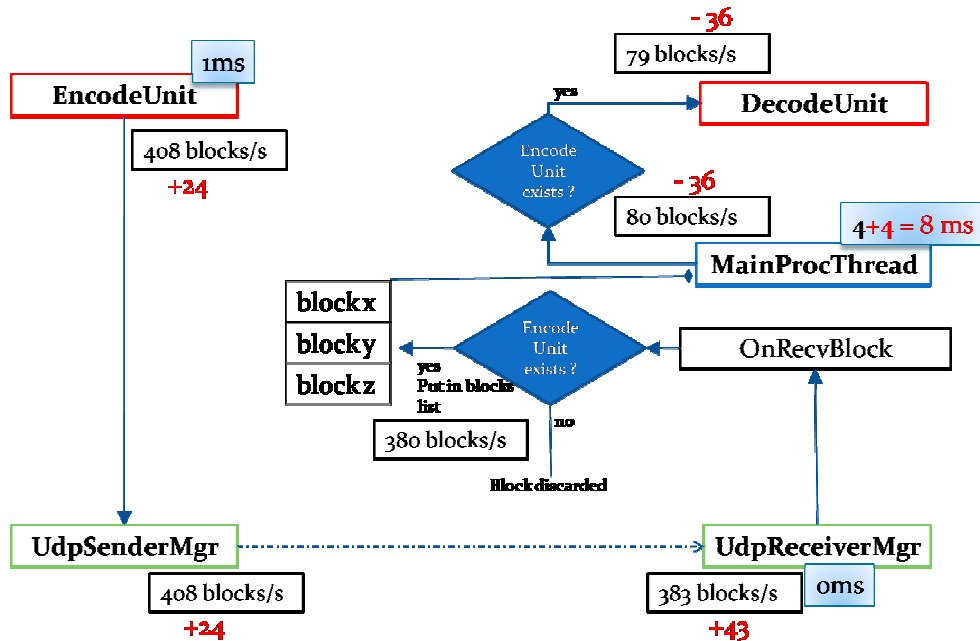 - 36
1ms
79 blocks/s
EncodeUnit
yes
DecodeUnit
408 blocks/s
+24
Encode
Unit
exists ?
- 36
80 blocks/s
4+4 = 8 ms
MainProcThread
blockx
blocky
blockz
Encode
Unit
exists ?
OnRecvBlock
yes
Put in blocks
list
380 blocks/s
no
Block discarded
UdpSenderMgr
UdpReceiverMgr
408 blocks/s
+24
383 blocks/s
0ms
+43